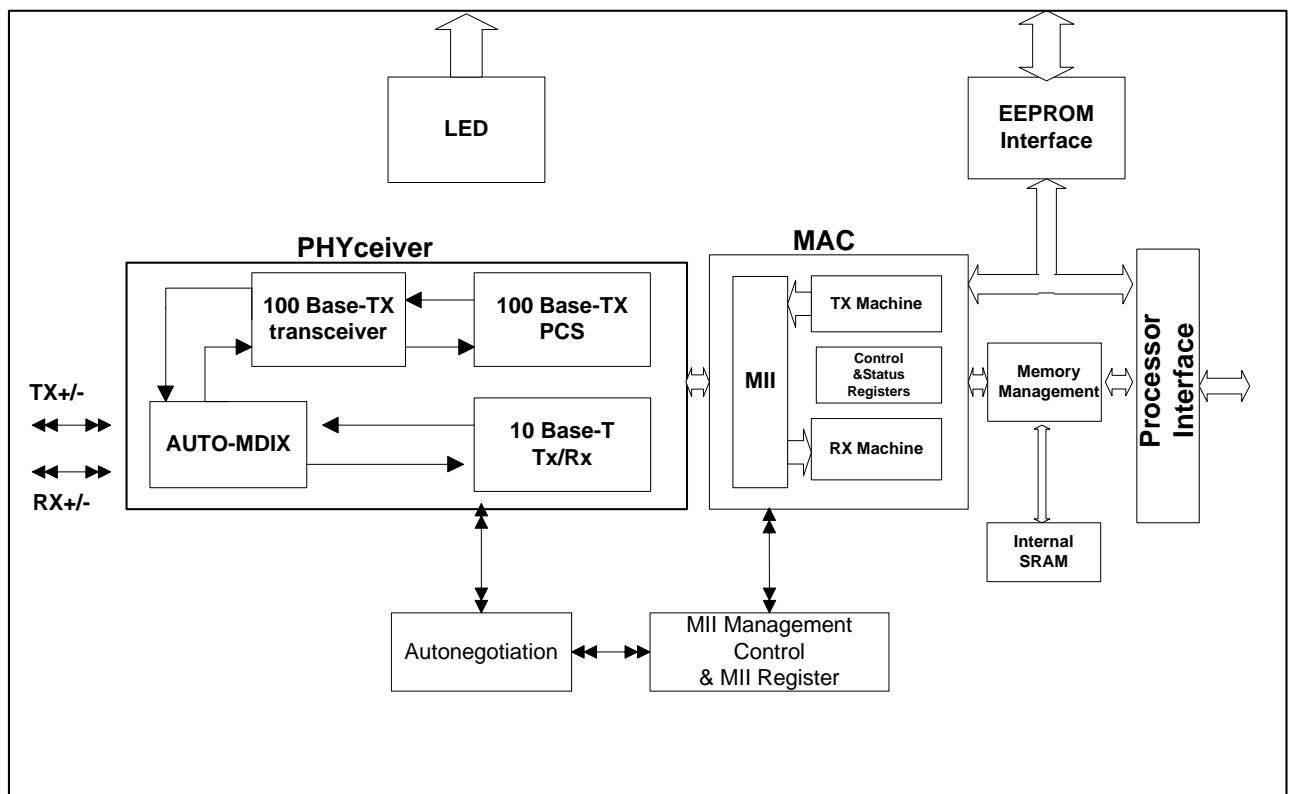 LED
EEPROM
Interface
PHYceiver
MAC
100 Base-TX
transceiver
100 Base-TX
PCS
MII
TX Machine
Control
&Status
Registers
RX Machine
Memory
Management
Processor
Interface
TX+/-
AUTO-MDIX
10 Base-T
Tx/Rx
RX+/-
Internal
SRAM
Autonegotiation
MII Management
Control
& MII Register